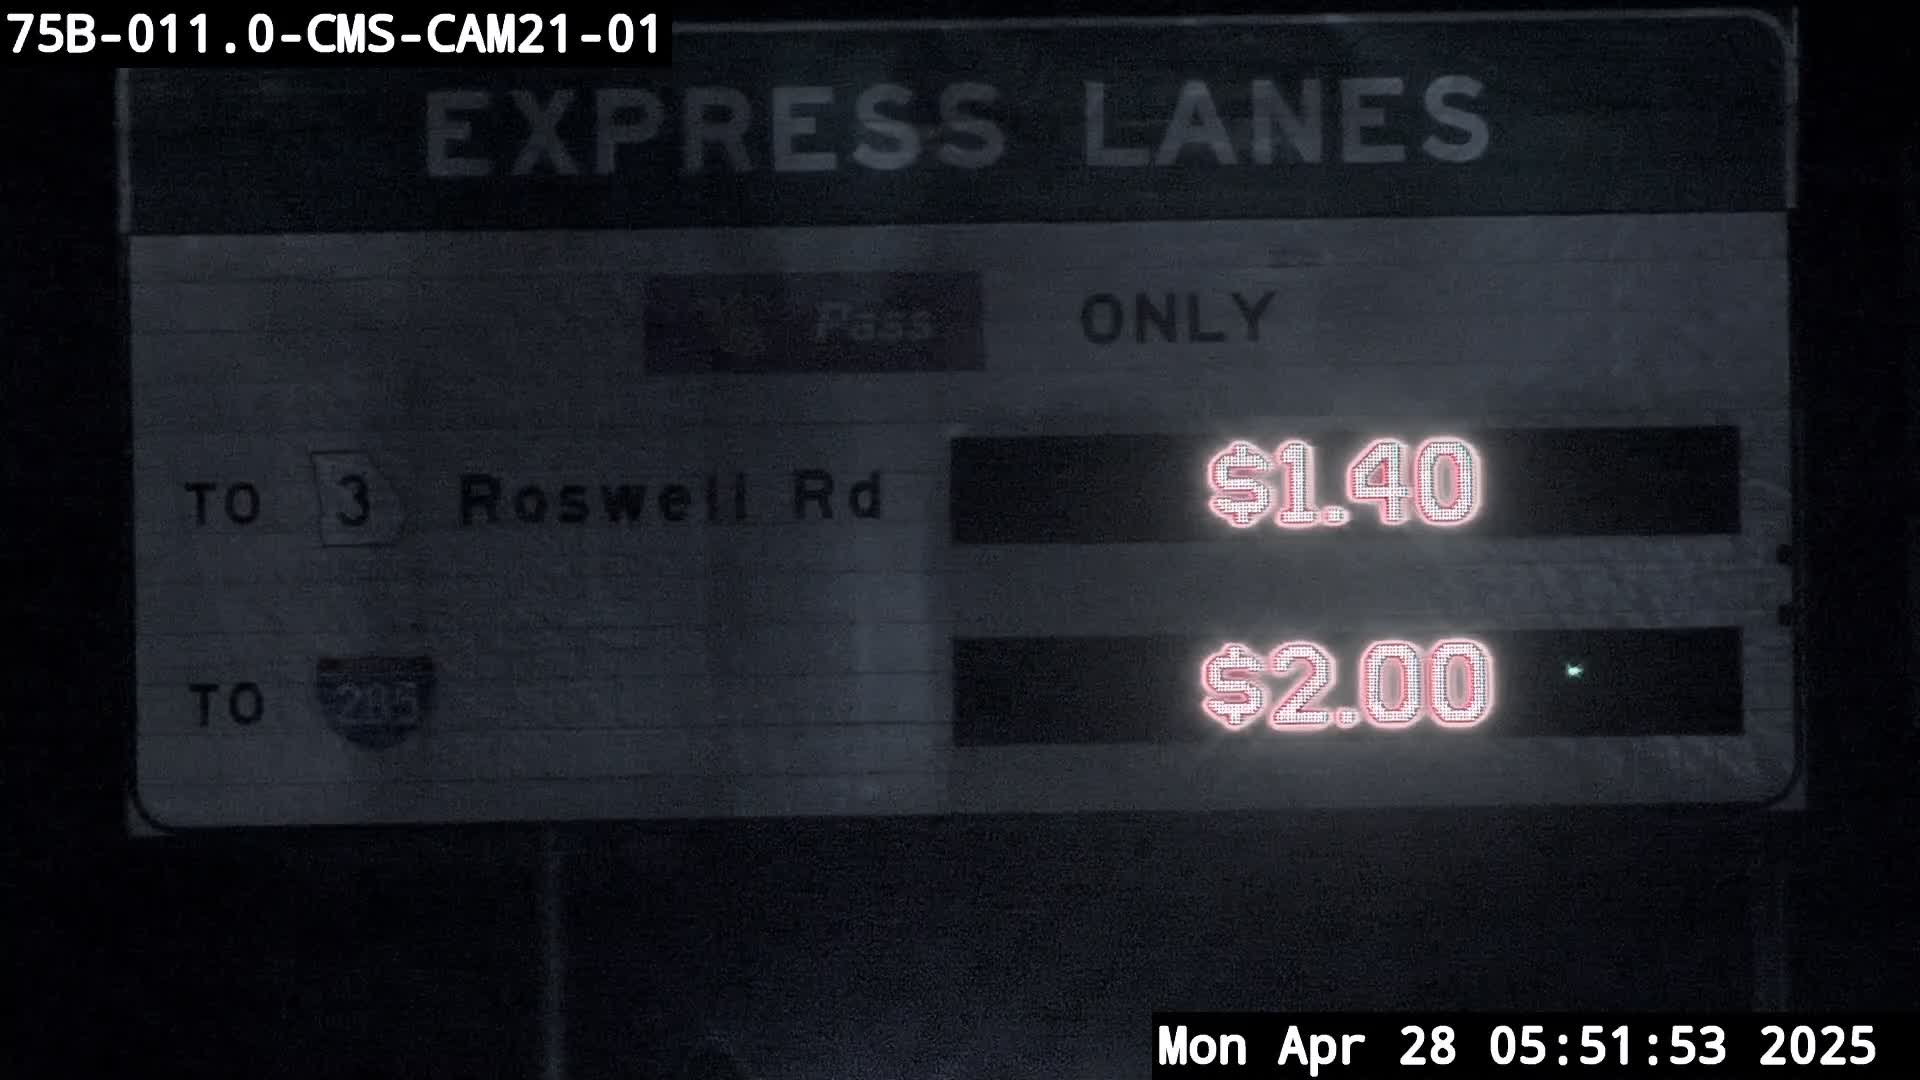 75B-011.0-CMS-CAM21-01
EXPRESS LANES
Pass ONLY
TO 3 Roswell Rd $1.40
TO 285 $2.00
Mon Apr 28 05:51:53 2025